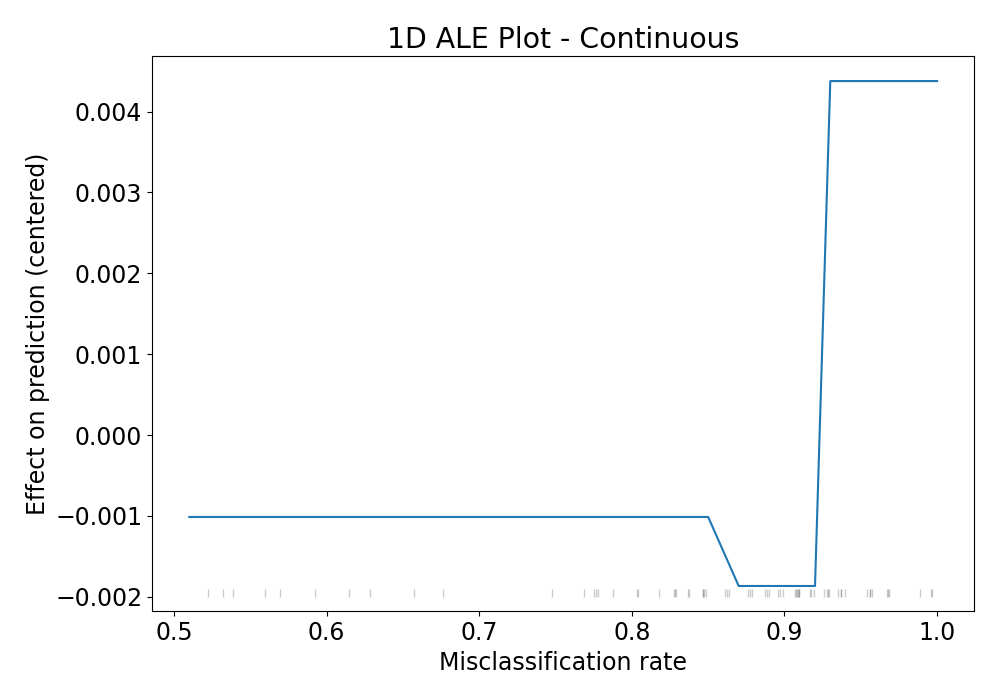 1D ALE Plot - Continuous
Effect on prediction (centered)
0.004
0.003
0.002
0.001
0.000
−0.001
−0.002
0.5 0.6 0.7 0.8 0.9 1.0
Misclassification rate